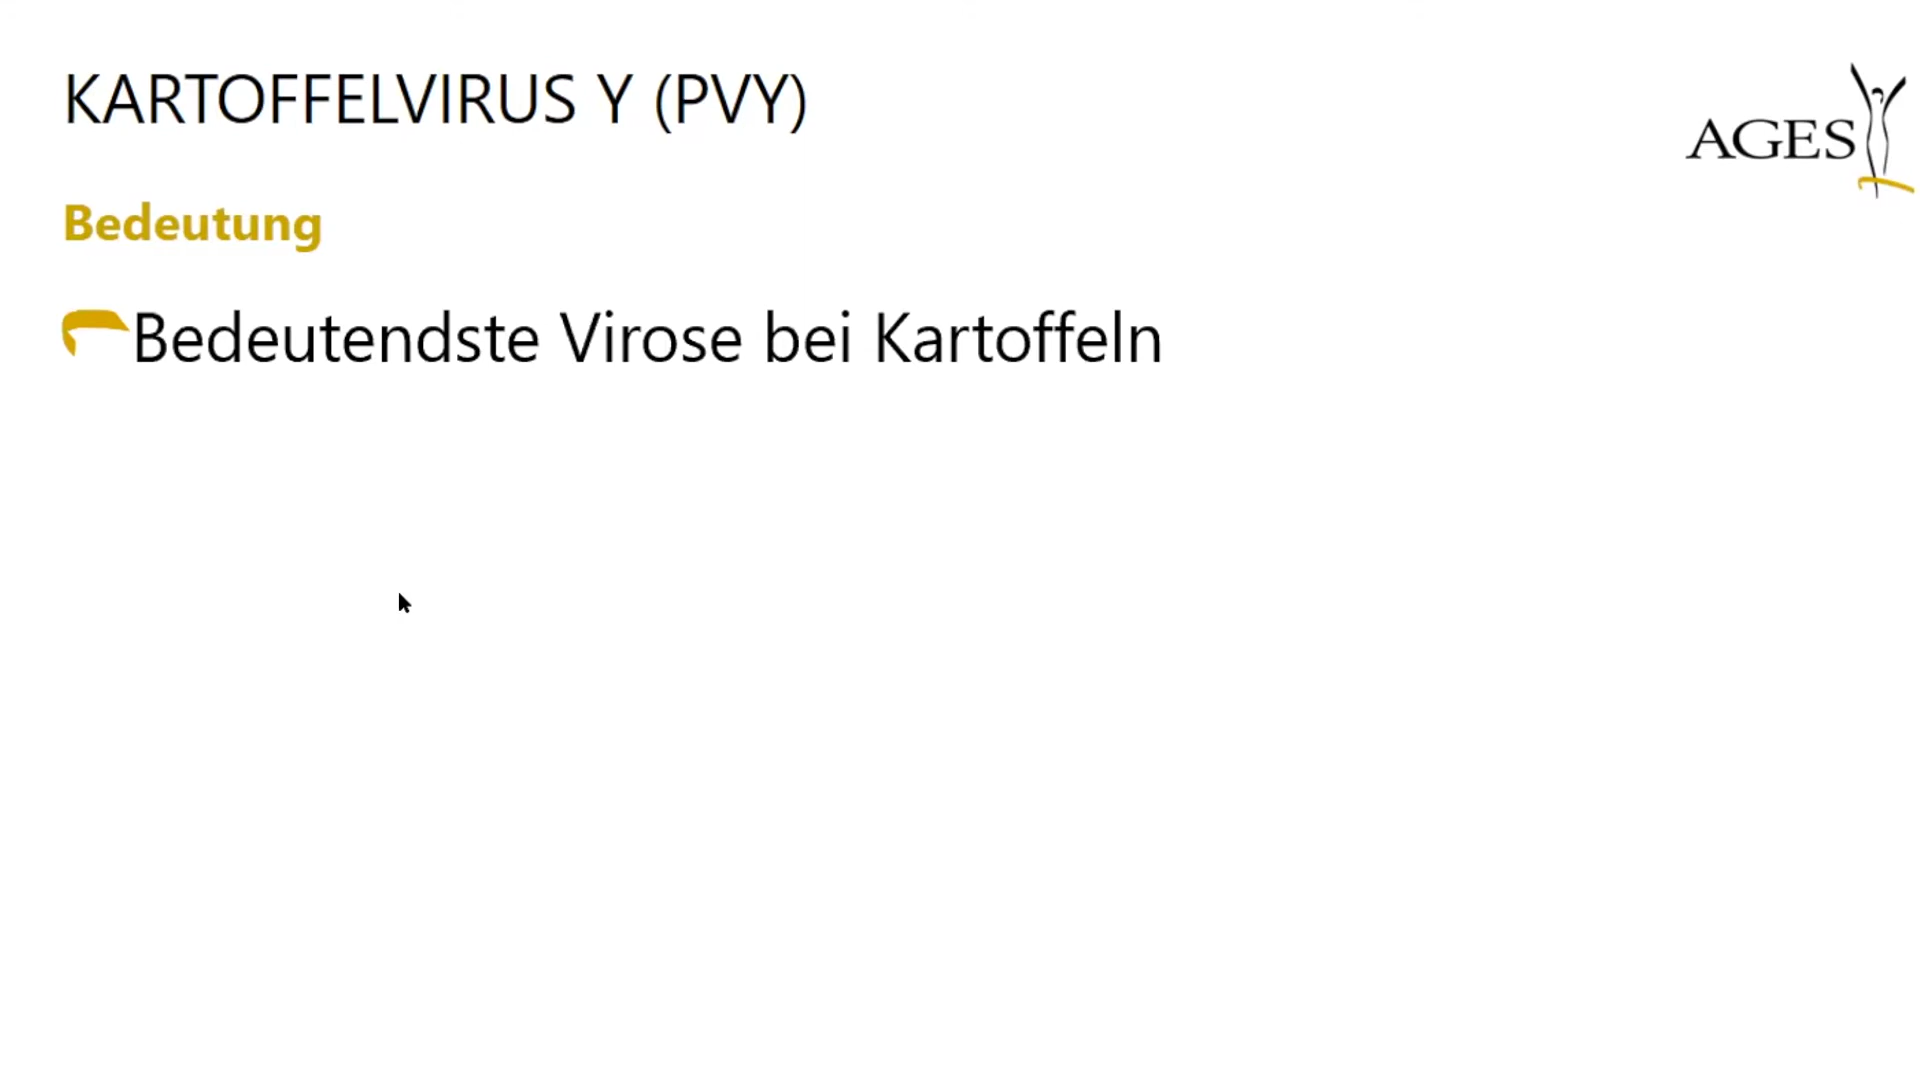 KARTOFFELVIRUS Y (PVY)
AGES
Bedeutung
Bedeutendste Virose bei Kartoffeln